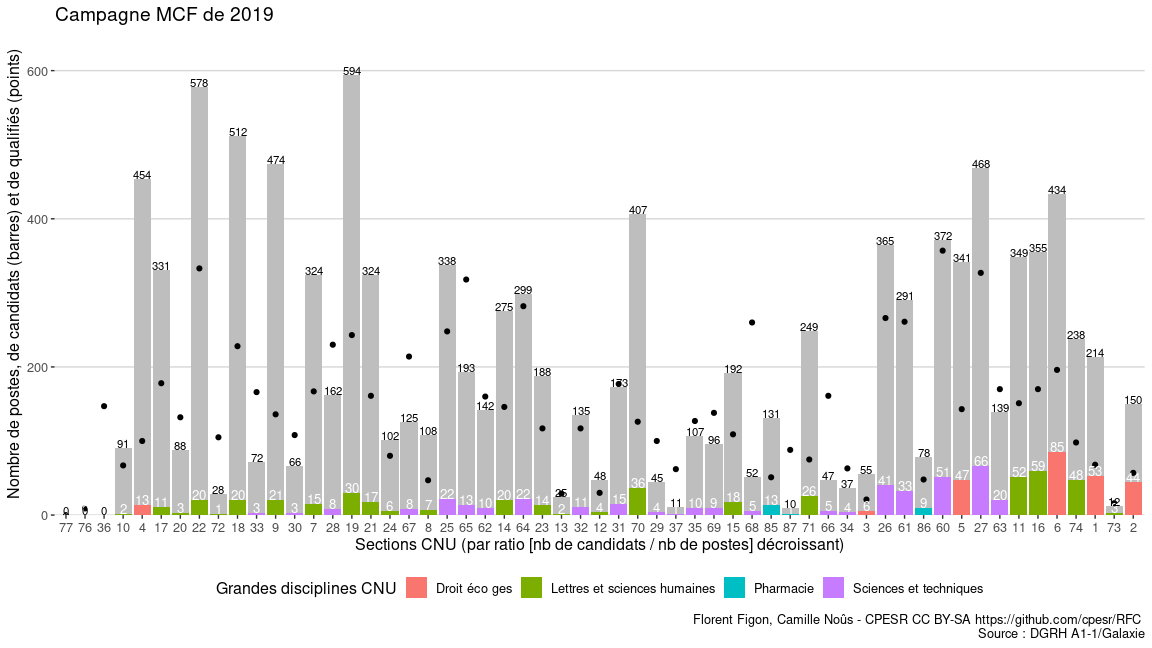 Campagne MCF de 2019
Nombre de postes, de candidats (barres) et de qualifiés (points)
600
400
200
0
0 0 0 91 454 331 88 578 28 512 72 474 66 324 162 594 324 102 125 108 338 193 142 275 299 188 25 135 48 173 407 45 11 107 96 192 52 131 10 249 47 37 55 365 291 78 372 341 468 139 349 355 434 238 214 12 150
2 13 11 3 20 1 20 3 21 3 15 8 30 17 6 8 7 22 13 10 20 22 14 2 11 4 15 36 4 10 9 18 5 13 26 5 4 6 41 33 9 51 47 66 20 52 59 85 48 53 44
77 76 36 10 4 17 20 22 72 18 33 9 30 7 28 19 21 24 67 8 25 65 62 14 64 23 13 32 12 31 70 29 37 35 69 15 68 85 87 71 66 34 3 26 61 86 60 5 27 63 11 16 6 74 1 73 2
Sections CNU (par ratio [nb de candidats / nb de postes] décroissant)
Grandes disciplines CNU Droit éco ges Lettres et sciences humaines Pharmacie Sciences et techniques
Florent Figon, Camille Noûs - CPESR CC BY-SA https://github.com/cpesr/RFC
Source : DGRH A1-1/Galaxie